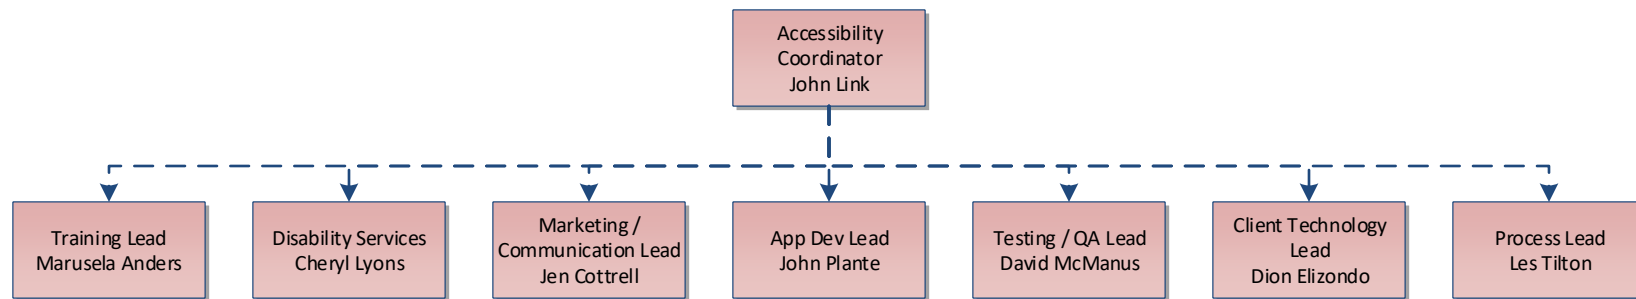 Accessibility
Coordinator
John Link
Training Lead
Marusela Anders
Disability Services
Cheryl Lyons
Marketing /
Communication Lead
Jen Cottrell
App Dev Lead
John Plante
Testing / QA Lead
David McManus
Client Technology
Lead
Dion Elizondo
Process Lead
Les Tilton